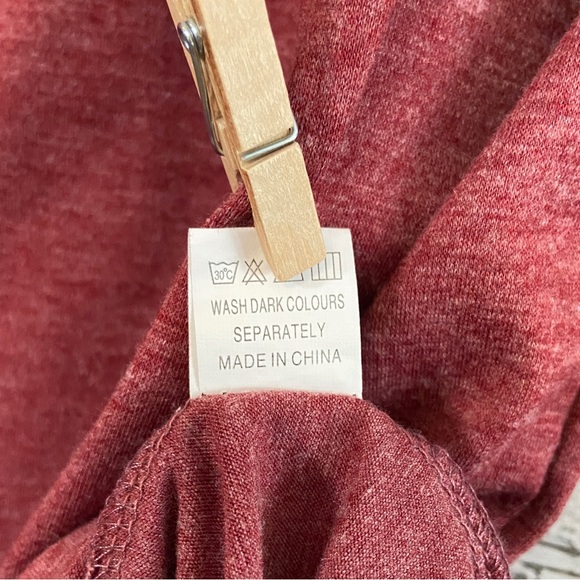 30°C
WASH DARK COLOURS
SEPARATELY
MADE IN CHINA